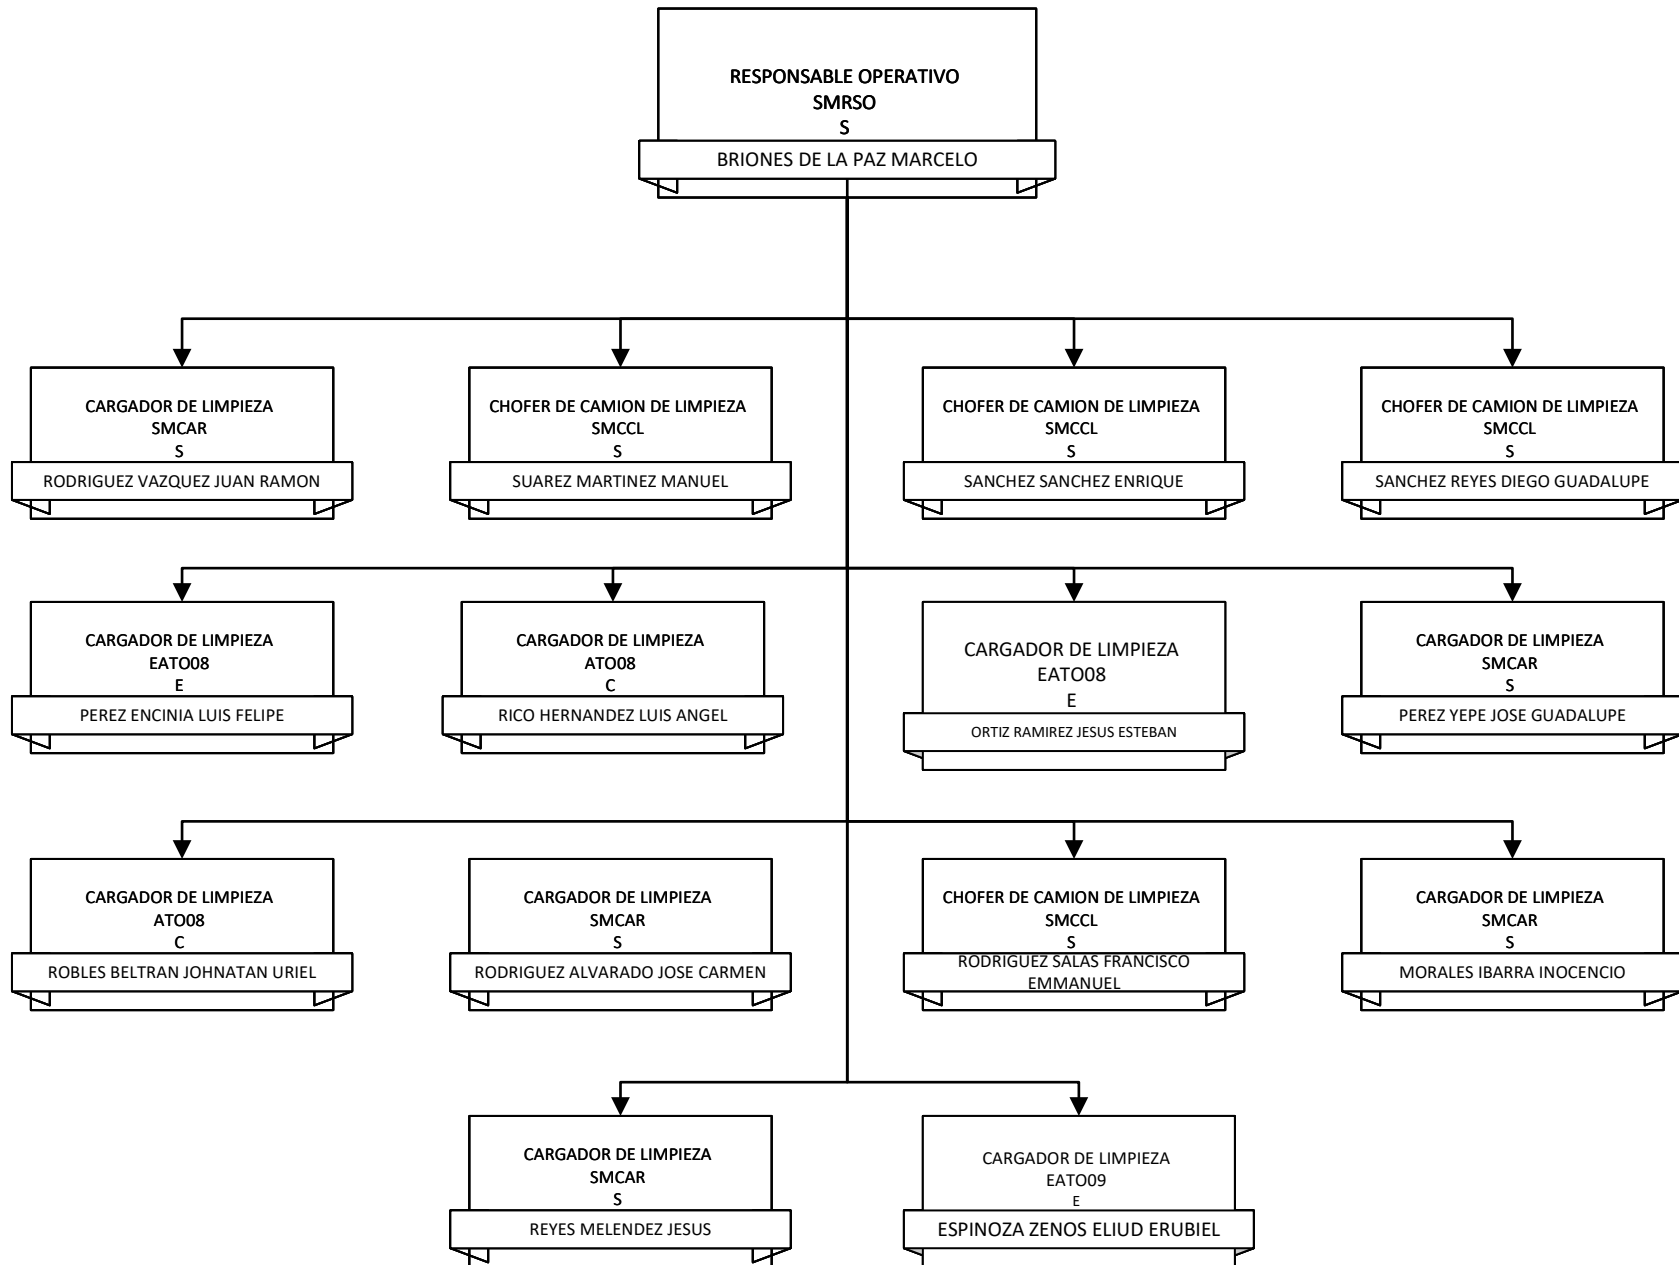 RESPONSABLE OPERATIVO
SMRSO
S
BRIONES DE LA PAZ MARCELO
CARGADOR DE LIMPIEZA
SMCAR
S
RODRIGUEZ VAZQUEZ JUAN RAMON
CHOFER DE CAMION DE LIMPIEZA
SMCCL
S
SUAREZ MARTINEZ MANUEL
CHOFER DE CAMION DE LIMPIEZA
SMCCL
S
SANCHEZ SANCHEZ ENRIQUE
CHOFER DE CAMION DE LIMPIEZA
SMCCL
S
SANCHEZ REYES DIEGO GUADALUPE
CARGADOR DE LIMPIEZA
EATO08
E
PEREZ ENCINIA LUIS FELIPE
CARGADOR DE LIMPIEZA
ATO08
C
RICO HERNANDEZ LUIS ANGEL
CARGADOR DE LIMPIEZA
EATO08
E
ORTIZ RAMIREZ JESUS ESTEBAN
CARGADOR DE LIMPIEZA
SMCAR
S
PEREZ YEPE JOSE GUADALUPE
CARGADOR DE LIMPIEZA
ATO08
C
ROBLES BELTRAN JOHNATAN URIEL
CARGADOR DE LIMPIEZA
SMCAR
S
RODRIGUEZ ALVARADO JOSE CARMEN
CHOFER DE CAMION DE LIMPIEZA
SMCCL
S
RODRIGUEZ SALAS FRANCISCO
EMMANUEL
CARGADOR DE LIMPIEZA
SMCAR
S
MORALES IBARRA INOCENCIO
CARGADOR DE LIMPIEZA
SMCAR
S
REYES MELENDEZ JESUS
CARGADOR DE LIMPIEZA
EATO09
E
ESPINOZA ZENOS ELIUD ERUBIEL